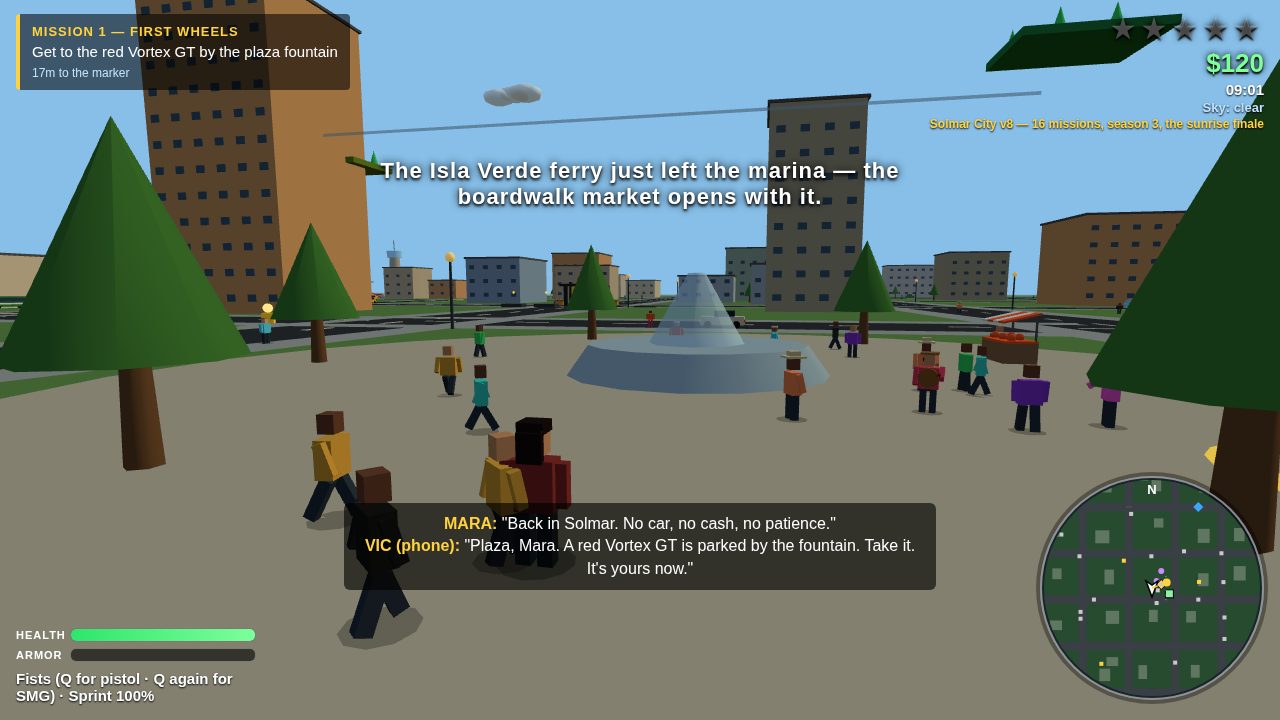 MISSION 1 — FIRST WHEELS
Get to the red Vortex GT by the plaza fountain
17m to the marker
$120
09:01
Sky: clear
Solmar City v8 — 16 missions, season 3, the sunrise finale
The Isla Verde ferry just left the marina — the
boardwalk market opens with it.
MARA: "Back in Solmar. No car, no cash, no patience."
VIC (phone): "Plaza, Mara. A red Vortex GT is parked by the fountain. Take it.
It's yours now."
N
HEALTH
ARMOR
Fists (Q for pistol · Q again for
SMG) · Sprint 100%